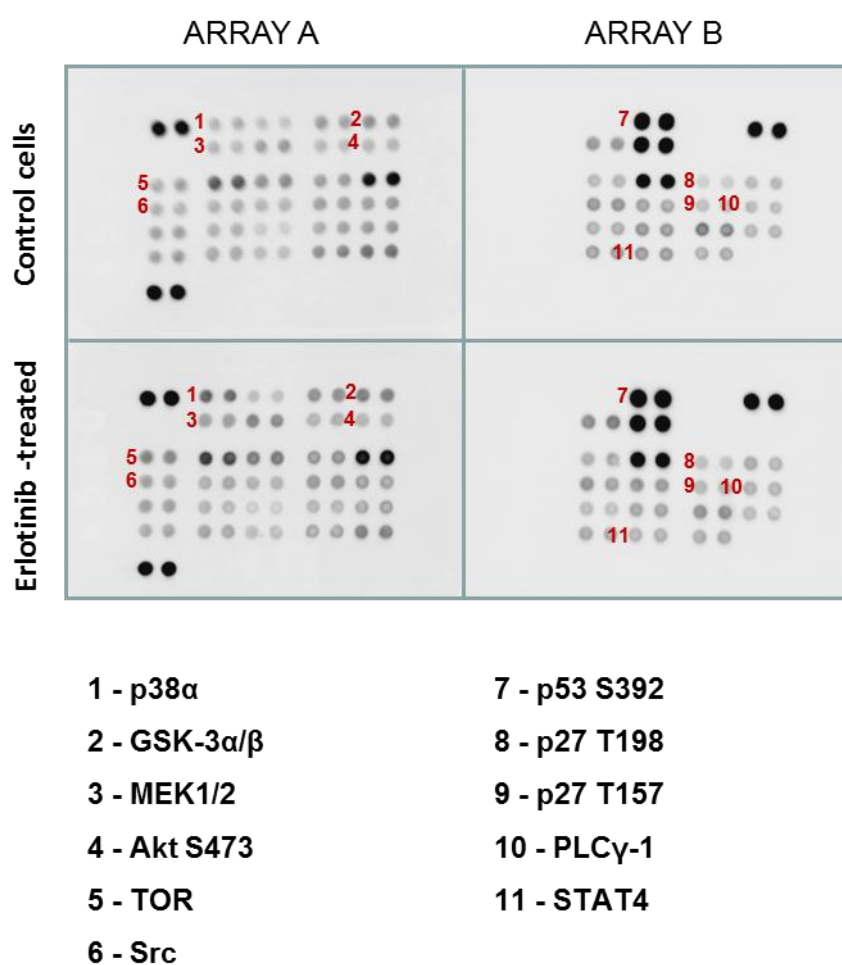 ARRAY A
ARRAY B
Control cells
1
2
3
4
5
6
7
8
9
10
11
Erlotinib -treated
1
2
3
4
5
6
7
8
9
10
11
1 - p38α
2 - GSK-3α/β
3 - MEK1/2
4 - Akt S473
5 - TOR
6 - Src
7 - p53 S392
8 - p27 T198
9 - p27 T157
10 - PLCγ-1
11 - STAT4